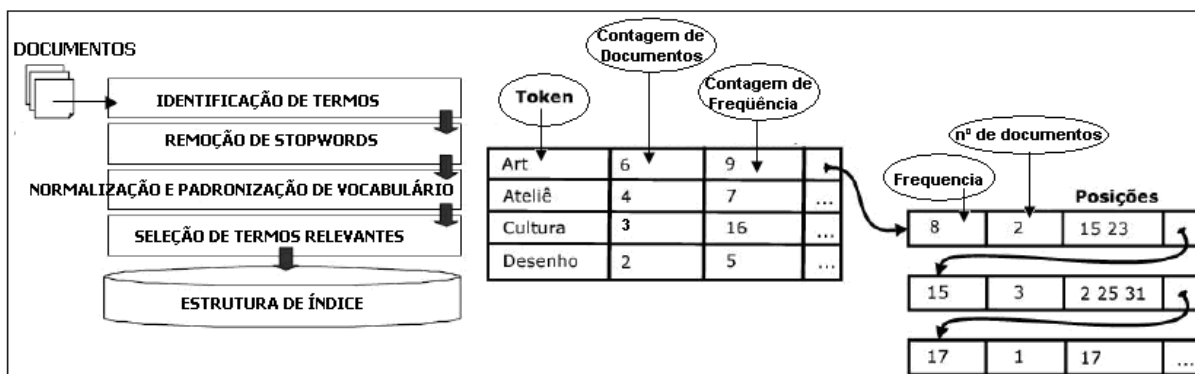 DOCUMENTOS
IDENTIFICAÇÃO DE TERMOS
REMOÇÃO DE STOPWORDS
NORMALIZAÇÃO E PADRONIZAÇÃO DE VOCABULÁRIO
SELEÇÃO DE TERMOS RELEVANTES
ESTRUTURA DE ÍNDICE
Token
Contagem de
Documentos
Contagem de
Freqüência
Art 6 9
Ateliê 4 7 ...
Cultura 3 16 ...
Desenho 2 5 ...
nº de documentos
Frequencia
Posições
8 2 15 23
15 3 2 25 31
17 1 17 ...